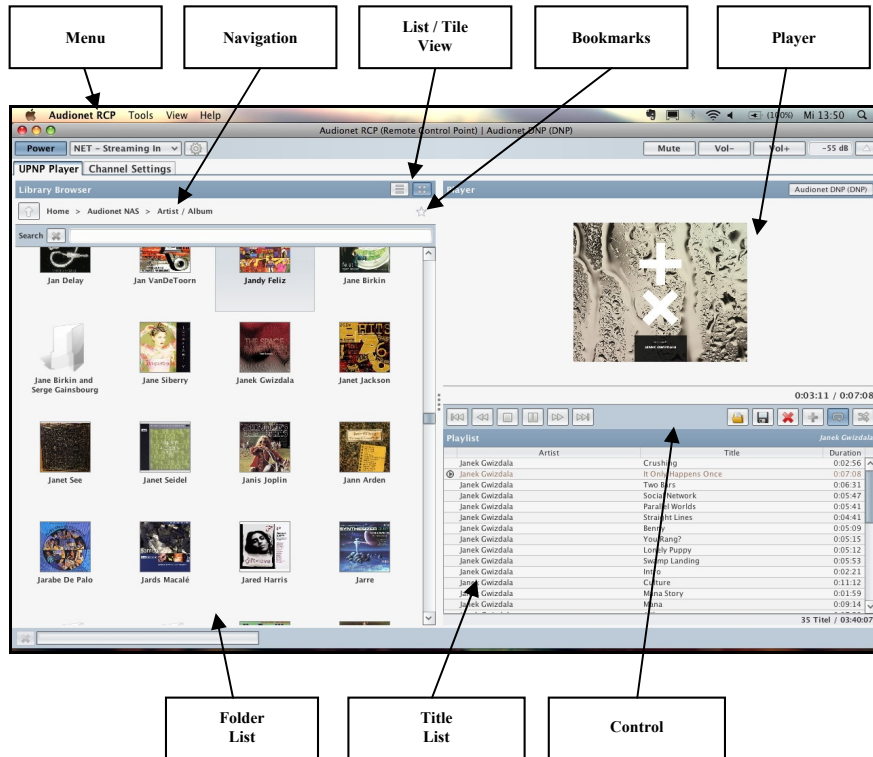 Menu
Navigation
List / Tile
View
Bookmarks
Player
Audionet RCP Tools View Help
(100%) Mi 13:50
Audionet RCP (Remote Control Point) | Audionet DNP (DNP)
Power NET - Streaming In
Mute Vol- Vol+ -55 dB
UPNP Player Channel Settings
Library Browser
Player Audionet DNP (DNP)
Home > Audionet NAS > Artist / Album
Search
Jan Delay Jan VanDeToorn Jandy Feliz Jane Birkin
THE SPACE
HITS
Jane Birkin and
Serge Gainsbourg
Jane Siberry Janek Gwizdala Janet Jackson
0:03:11 / 0:07:08
Playlist Janek Gwizdala
Artist Title Duration
Janek Gwizdala Crushing 0:02:56
Janek Gwizdala It Only Happens Once 0:07:08
Janek Gwizdala Two Bars 0:06:31
Janek Gwizdala Social Network 0:05:47
Janek Gwizdala Parallel Worlds 0:05:41
Janek Gwizdala Straight Lines 0:04:41
Janek Gwizdala Benny 0:05:09
Janek Gwizdala You Rang? 0:05:15
Janek Gwizdala Lonely Puppy 0:05:12
Janek Gwizdala Swamp Landing 0:05:53
Janek Gwizdala Intro 0:02:21
Janek Gwizdala Culture 0:11:12
Janek Gwizdala Mana Story 0:01:59
Janek Gwizdala Mana 0:09:14
35 Titel / 03:40:07
Janet See Janet Seidel Janis Joplin Jann Arden
Jarabe De Palo Jards Macalé Jared Harris Jarre
Folder
List
Title
List
Control